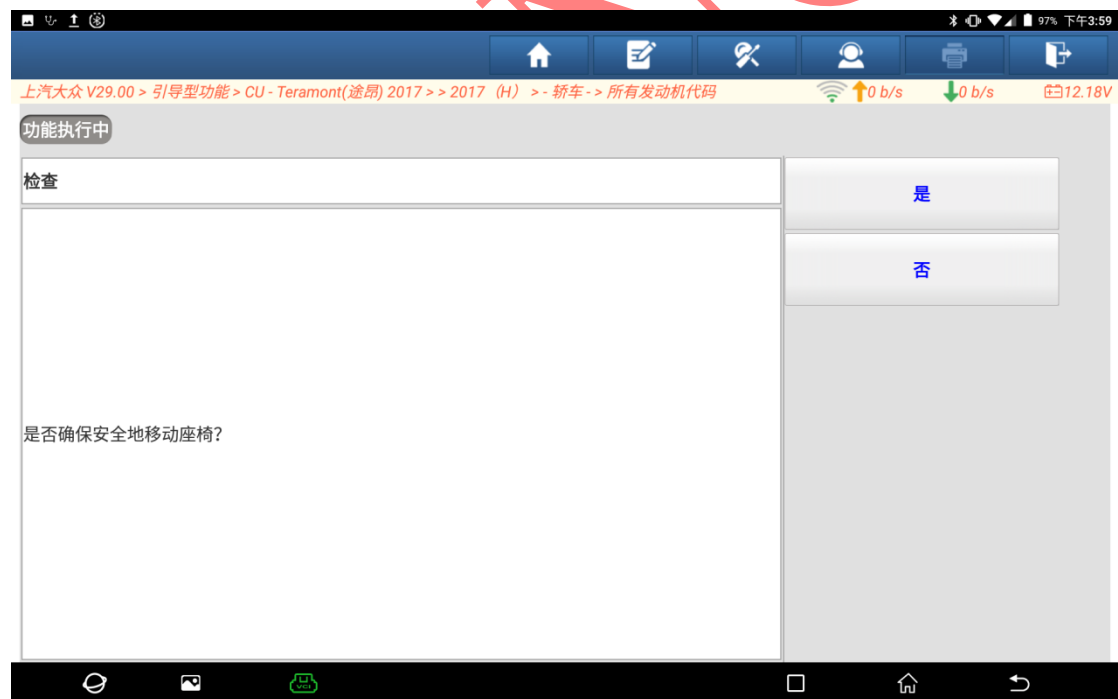 97% 下午3:59
上汽大众 V29.00 > 引导型功能 > CU - Teramont(途昂) 2017 > > 2017（H） > - 轿车 - > 所有发动机代码
0 b/s
0 b/s
12.18V
功能执行中
检查
是
否
是否确保安全地移动座椅？
VCI